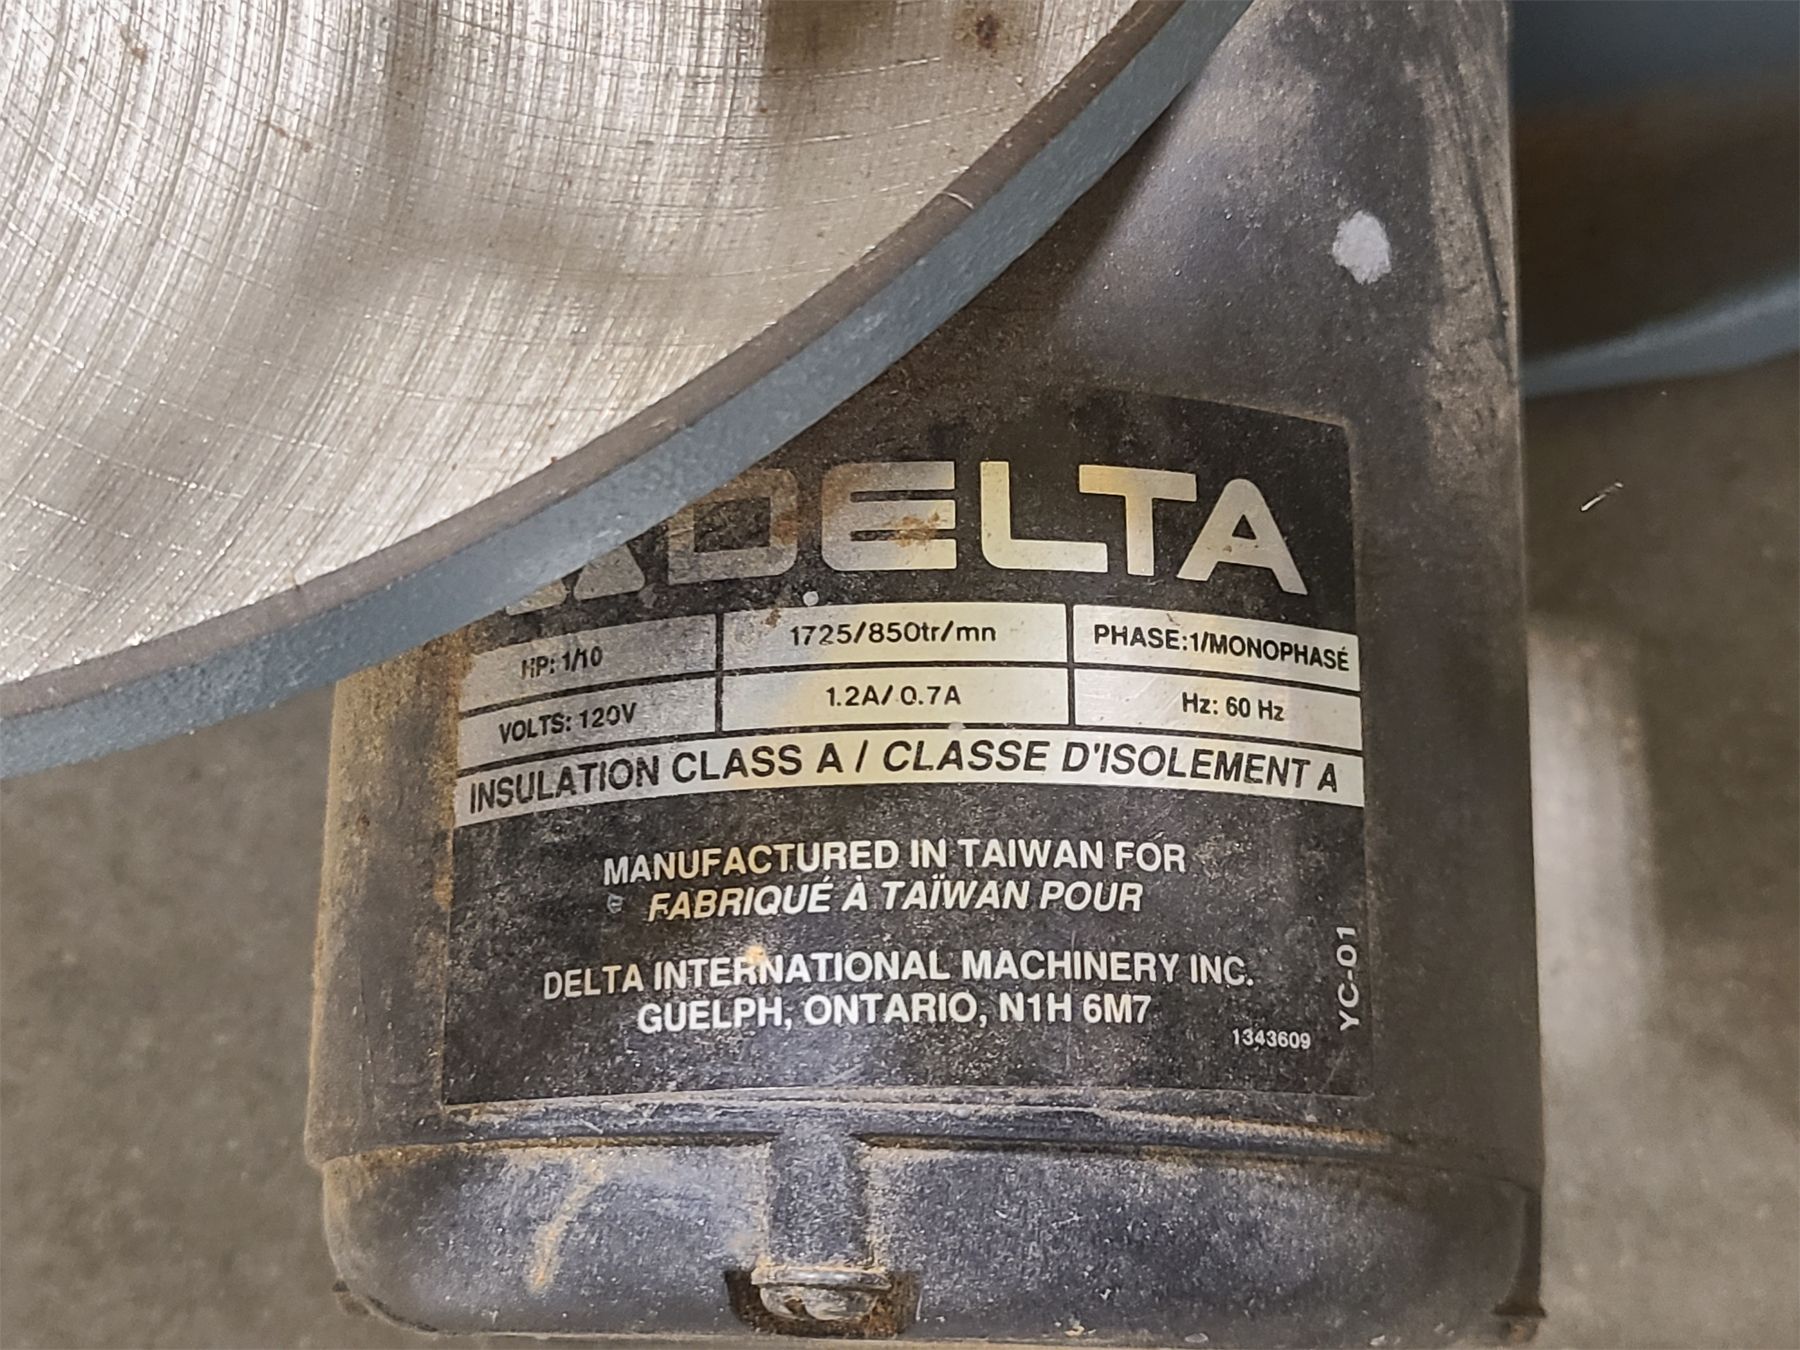 DELTA
HP: 1/10
1725/850tr/mn
PHASE:1/MONOPHASÉ
VOLTS: 120V
1.2A/0.7A
Hz: 60 Hz
INSULATION CLASS A / CLASSE D'ISOLEMENT A
MANUFACTURED IN TAIWAN FOR
FABRIQUÉ À TAÏWAN POUR
DELTA INTERNATIONAL MACHINERY INC.
GUELPH, ONTARIO, N1H 6M7
1343609
YC-01